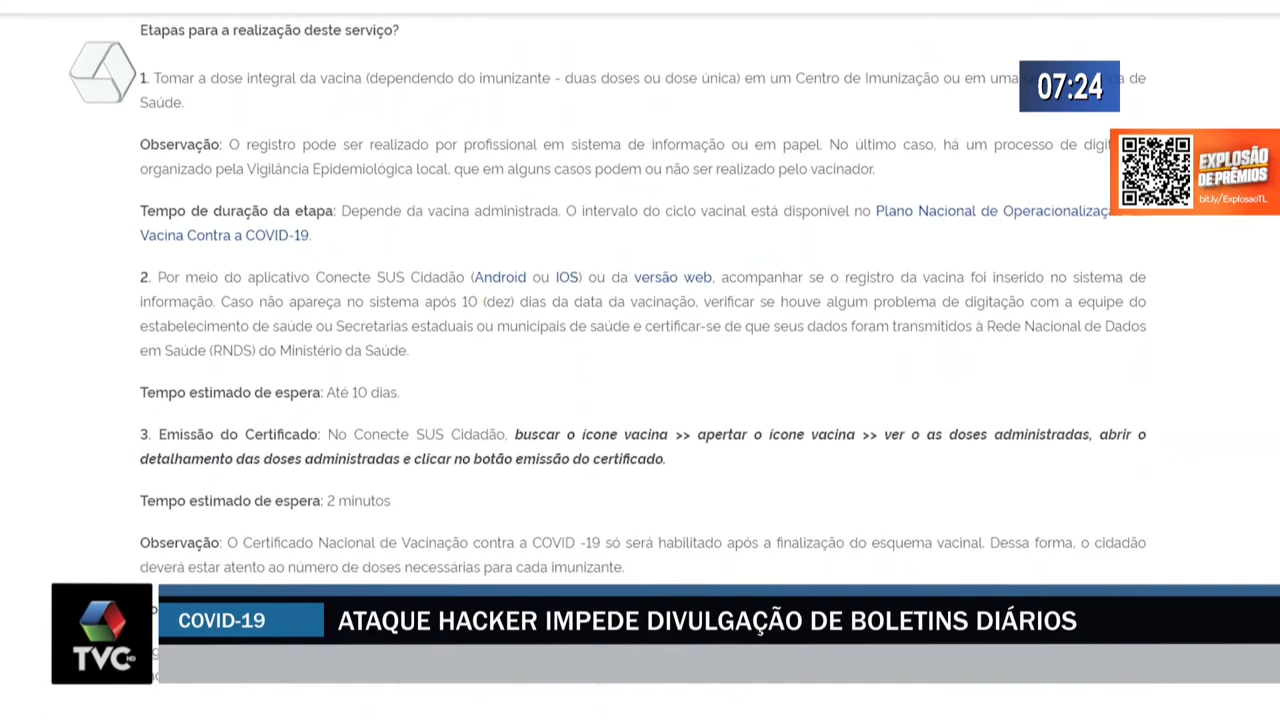 Etapas para a realização deste serviço?
1. Tomar a dose integral da vacina (dependendo do imunizante - duas doses ou dose única) em um Centro de Imunização ou em uma de
Saúde.
07:24
Observação: O registro pode ser realizado por profissional em sistema de informação ou em papel. No último caso, há um processo de
organizado pela Vigilância Epidemiológica local, que em alguns casos podem ou não ser realizado pelo vacinador.
EXPLOSÃO
DE PRÊMIOS
bit.ly/ExplosaoTL
Tempo de duração da etapa: Depende da vacina administrada. O intervalo do ciclo vacinal está disponível no Plano Nacional de
Vacina Contra a COVID-19.
2. Por meio do aplicativo Conecte SUS Cidadão (Android ou IOS) ou da versão web, acompanhar se o registro da vacina foi inserido no sistema de
informação. Caso não apareça no sistema após 10 (dez) dias da data da vacinação, verificar se houve algum problema de digitação com a equipe do
estabelecimento de saúde ou Secretarias estaduais ou municipais de saúde e certificar-se de que seus dados foram transmitidos à Rede Nacional de Dados
em Saúde (RNDS) do Ministério da Saúde.
Tempo estimado de espera: Até 10 dias.
3. Emissão do Certificado: No Conecte SUS Cidadão, buscar o ícone vacina >> apertar o ícone vacina >> ver o as doses administradas, abrir o
detalhamento das doses administradas e clicar no botão emissão do certificado.
Tempo estimado de espera: 2 minutos
Observação: O Certificado Nacional de Vacinação contra a COVID -19 só será habilitado após a finalização do esquema vacinal. Dessa forma, o cidadão
deverá estar atento ao número de doses necessárias para cada imunizante.
COVID-19
ATAQUE HACKER IMPEDE DIVULGAÇÃO DE BOLETINS DIÁRIOS
TVC HD